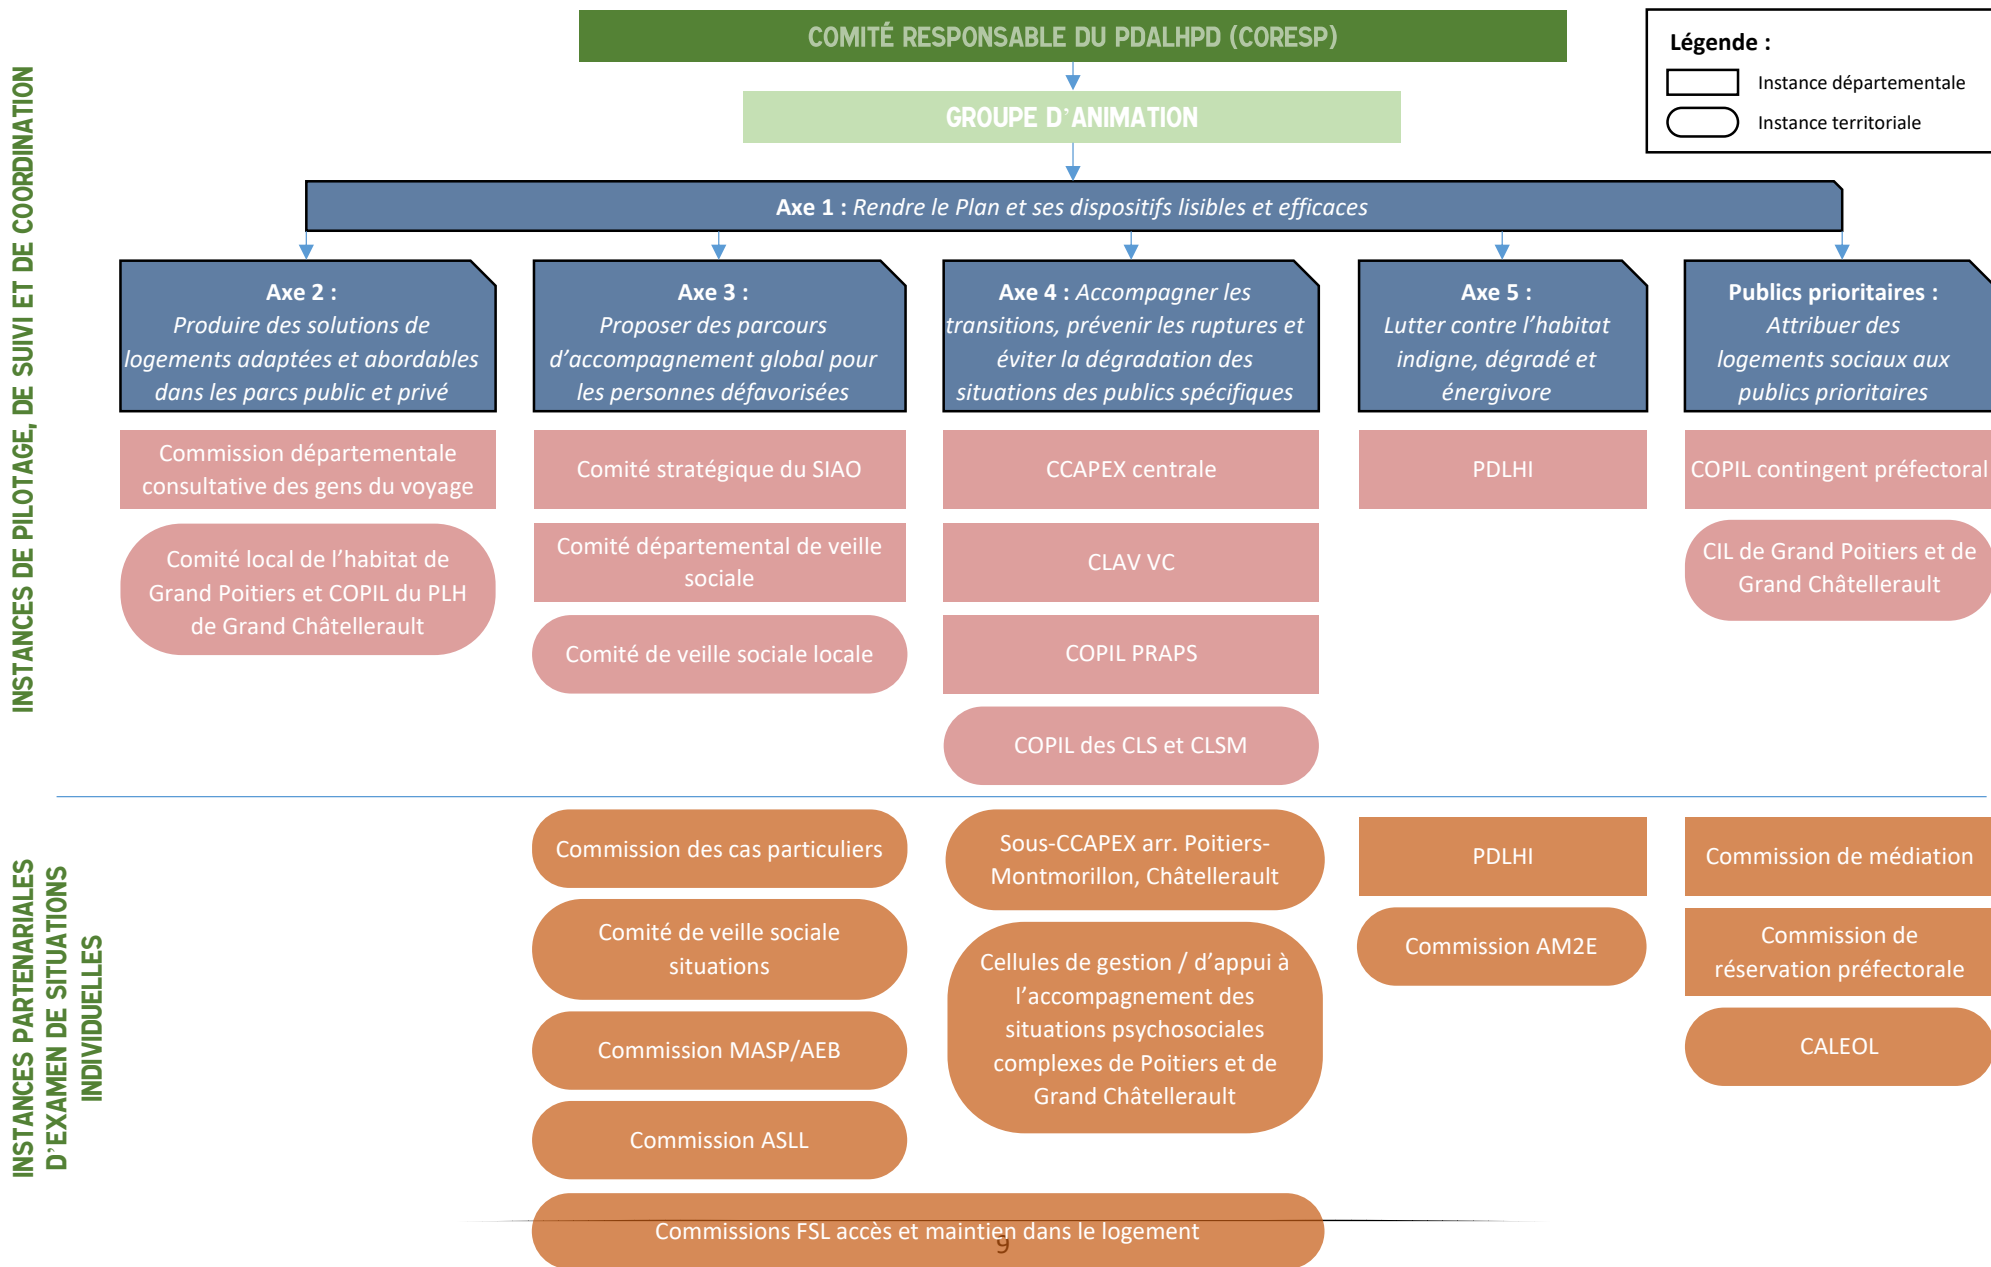 COMITÉ RESPONSABLE DU PDALHPD (CORESP)
GROUPE D'ANIMATION
Légende :
Instance départementale
Instance territoriale
INSTANCES DE PILOTAGE, DE SUIVI ET DE COORDINATION
Axe 1 : Rendre le Plan et ses dispositifs lisibles et efficaces
Axe 2 :
Produire des solutions de
logements adaptées et abordables
dans les parcs public et privé
Axe 3 :
Proposer des parcours
d'accompagnement global pour
les personnes défavorisées
Axe 4 : Accompagner les
transitions, prévenir les ruptures et
éviter la dégradation des
situations des publics spécifiques
Axe 5 :
Lutter contre l'habitat
indigne, dégradé et
énergivore
Publics prioritaires :
Attribuer des
logements sociaux aux
publics prioritaires
Commission départementale
consultative des gens du voyage
Comité local de l'habitat de
Grand Poitiers et COPIL du PLH
de Grand Châtellerault
Comité stratégique du SIAO
Comité départemental de veille
sociale
Comité de veille sociale locale
CCAPEX centrale
CLAV VC
COPIL PRAPS
COPIL des CLS et CLSM
PDLHI
COPIL contingent préfectoral
CIL de Grand Poitiers et de
Grand Châtellerault
INSTANCES PARTENARIALES
D'EXAMEN DE SITUATIONS
INDIVIDUELLES
Commission des cas particuliers
Comité de veille sociale
situations
Commission MASP/AEB
Commission ASLL
Sous-CCAPEX arr. Poitiers-
Montmorillon, Châtellerault
Cellules de gestion / d'appui à
l'accompagnement des
situations psychosociales
complexes de Poitiers et de
Grand Châtellerault
PDLHI
Commission AM2E
Commission de médiation
Commission de
réservation préfectorale
CALEOL
Commissions FSL accès et maintien dans le logement
9